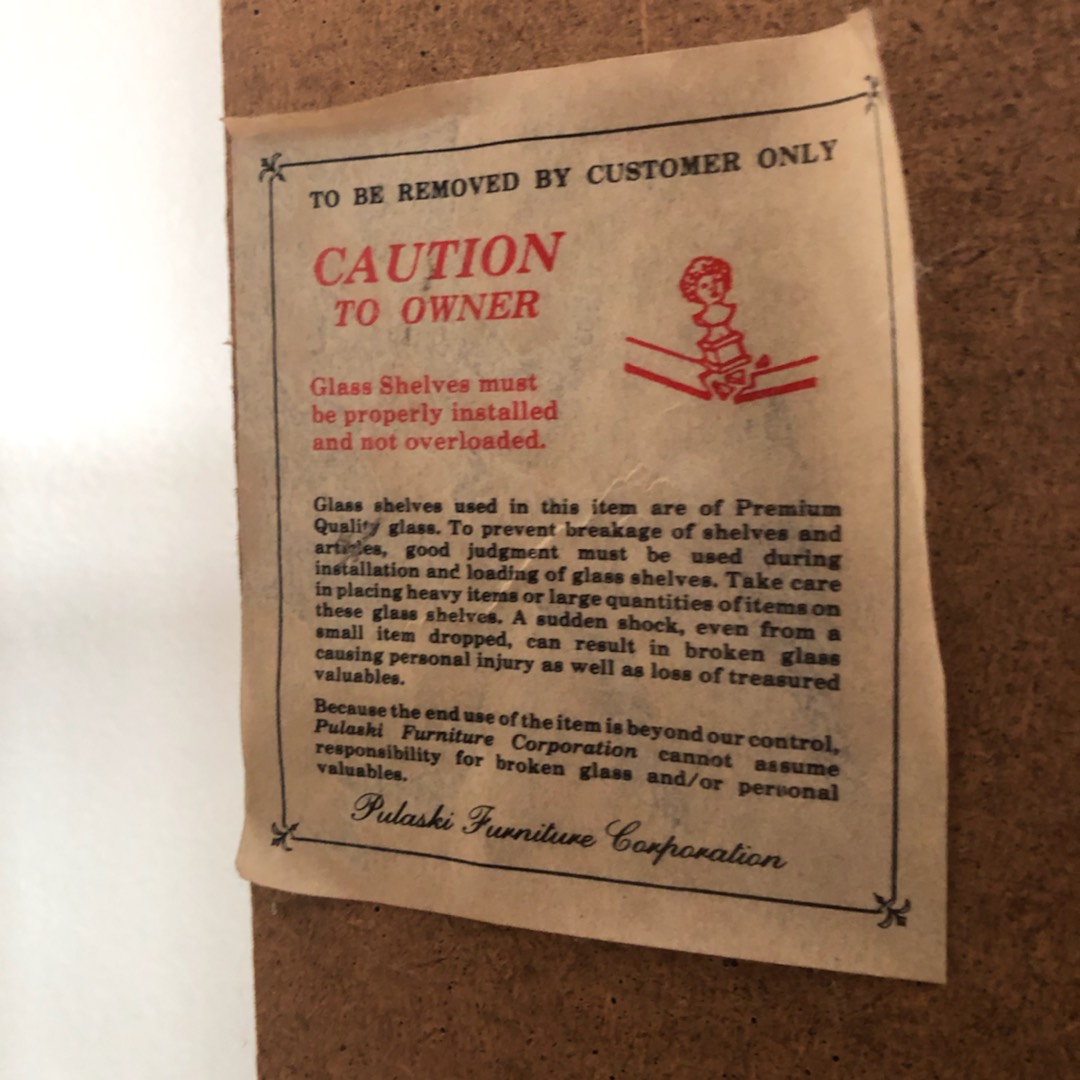 TO BE REMOVED BY CUSTOMER ONLY
CAUTION
TO OWNER
Glass Shelves must
be properly installed
and not overloaded.
Glass shelves used in this item are of Premium
Quality glass. To prevent breakage of shelves and
articles, good judgment must be used during
installation and loading of glass shelves. Take care
in placing heavy items or large quantities of items on
these glass shelves. A sudden shock, even from a
small item dropped, can result in broken glass
causing personal injury as well as loss of treasured
valuables.
Because the end use of the item is beyond our control,
Pulaski Furniture Corporation cannot assume
responsibility for broken glass and/or personal
valuables.
Pulaski Furniture Corporation